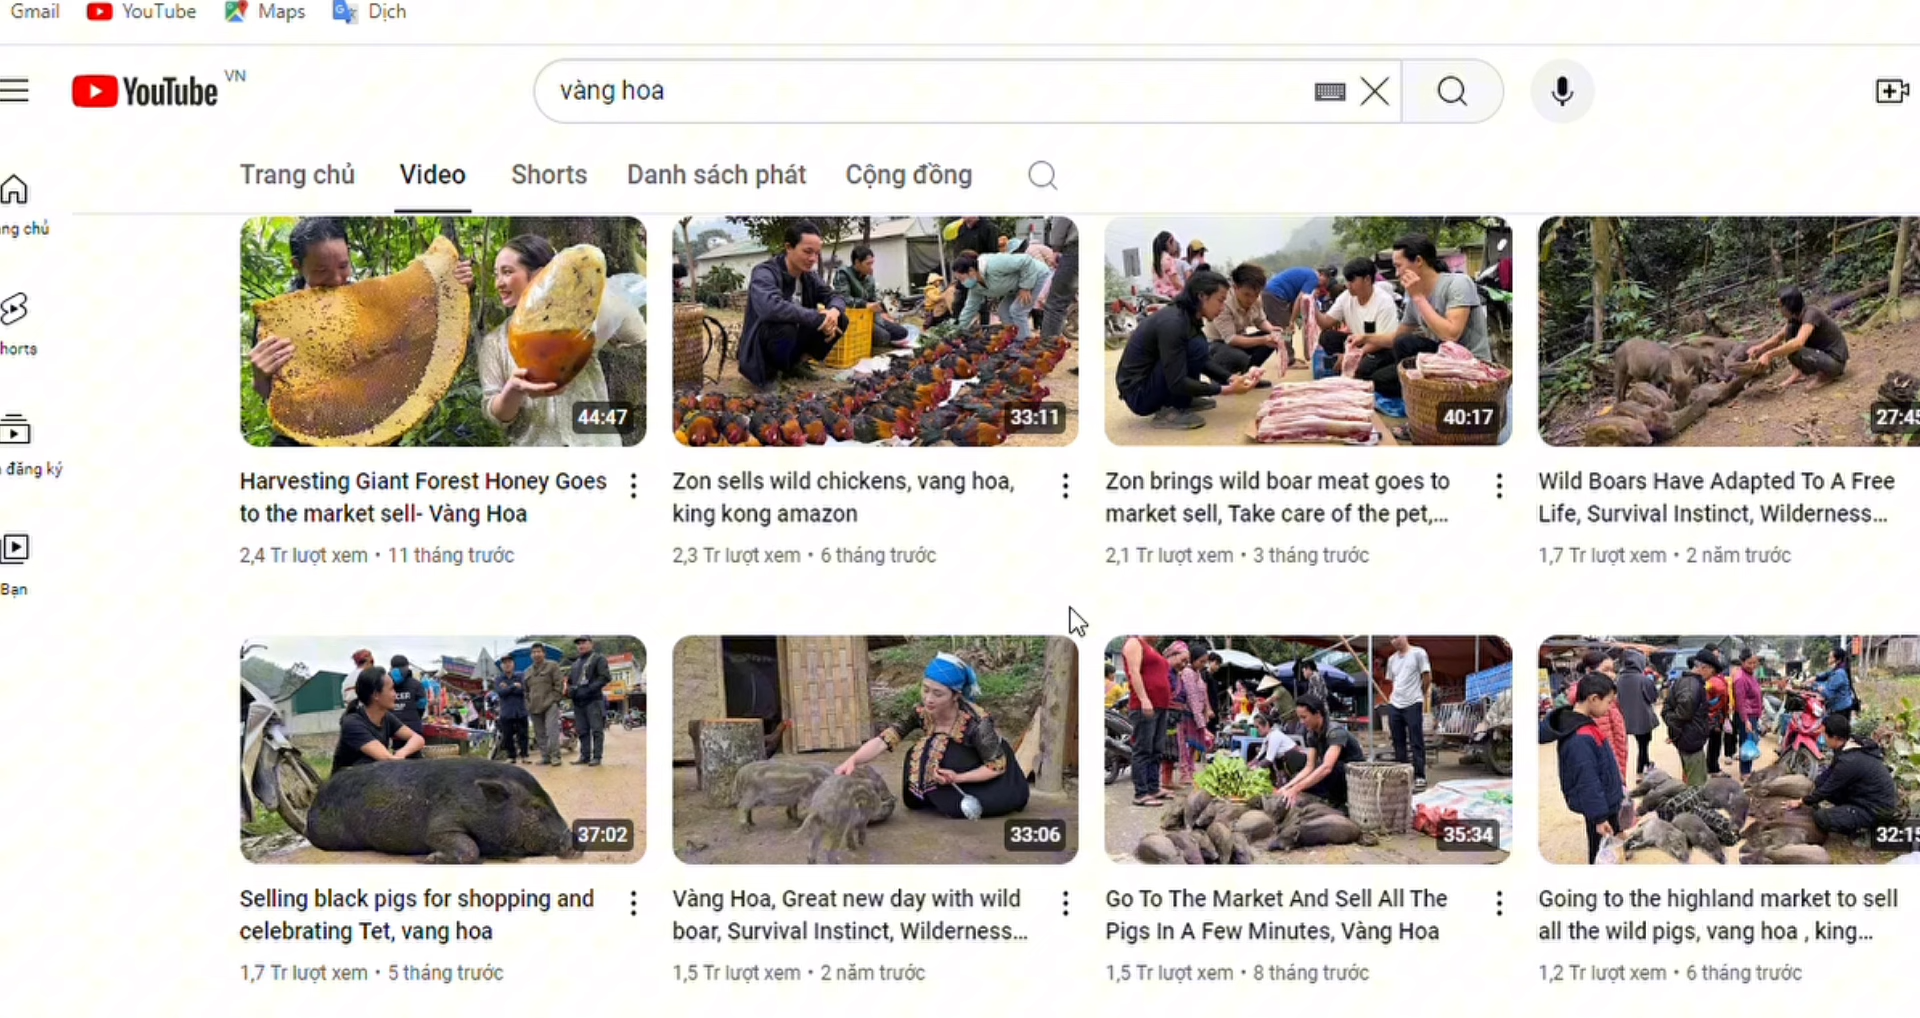 Gmail YouTube Maps Dịch
YouTube VN vàng hoa
Trang chủ Video Shorts Danh sách phát Cộng đồng
ng chủ
horts
đăng ký
Bạn
44:47 33:11 40:17 27:45
Harvesting Giant Forest Honey Goes
to the market sell- Vàng Hoa
2,4 Tr lượt xem • 11 tháng trước
Zon sells wild chickens, vang hoa,
king kong amazon
2,3 Tr lượt xem • 6 tháng trước
Zon brings wild boar meat goes to
market sell, Take care of the pet,...
2,1 Tr lượt xem • 3 tháng trước
Wild Boars Have Adapted To A Free
Life, Survival Instinct, Wilderness...
1,7 Tr lượt xem • 2 năm trước
37:02 33:06 35:34 32:15
Selling black pigs for shopping and
celebrating Tet, vang hoa
1,7 Tr lượt xem • 5 tháng trước
Vàng Hoa, Great new day with wild
boar, Survival Instinct, Wilderness...
1,5 Tr lượt xem • 2 năm trước
Go To The Market And Sell All The
Pigs In A Few Minutes, Vàng Hoa
1,5 Tr lượt xem • 8 tháng trước
Going to the highland market to sell
all the wild pigs, vang hoa , king...
1,2 Tr lượt xem • 6 tháng trước